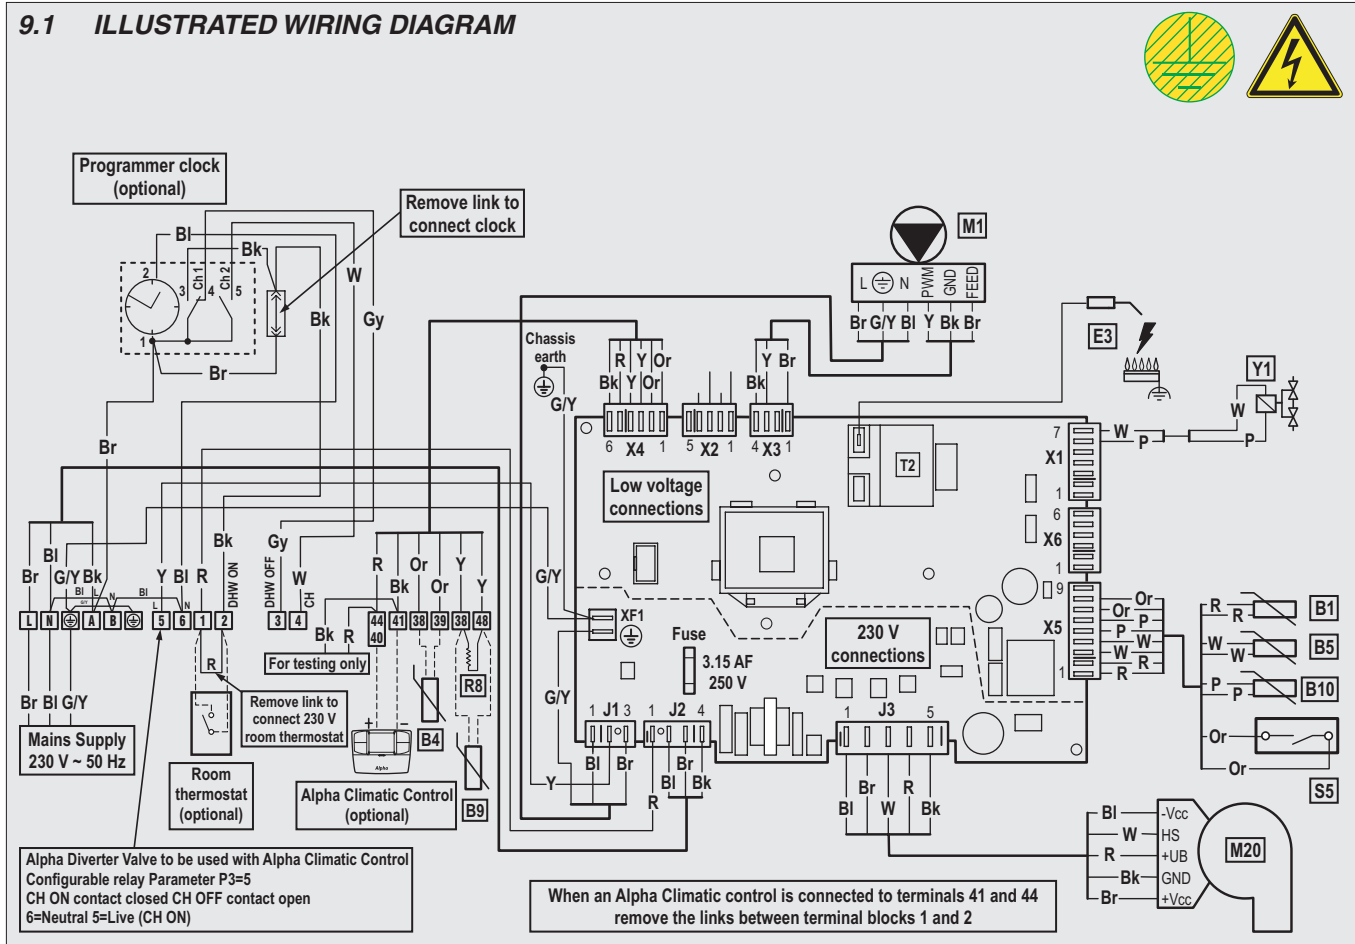 9.1 ILLUSTRATED WIRING DIAGRAM
Programmer clock
(optional)
Remove link to
connect clock
Bl
Bk
2
3
Ch 1
4
Ch 2
5
1
W
Bk
Gy
Br
Br
M1
L N PWM GND FEED
Br G/Y Bl Y Bk Br
Chassis
earth
G/Y
R Y Or
Bk Y Or
Y Br
Bk
6 X4 1
5 X2 1
4 X3 1
E3
Y1
W
P
W
P
7
X1
1
T2
Low voltage
connections
6
X6
1
Bl
Br G/Y Bk
Y Bl R
Bk
DHW ON
Gy
DHW OFF
W
CH
R
Bk
Or
Or
Y
Y
G/Y
Bl L N Bl
G/Y
L N
L N A B
5 6
1 2
3 4
44
40
41 38 39 38 48
Bk R
For testing only
R
R8
XF1
Fuse
3.15 AF
250 V
230 V
connections
9
X5
1
Or
Or
P
P
W
W
R
R
R
R
B1
W
W
B5
P
P
B10
Or
Or
S5
Br Bl G/Y
Mains Supply
230 V ~ 50 Hz
Remove link to
connect 230 V
room thermostat
Room
thermostat
(optional)
+ −
Alpha
Alpha Climatic Control
(optional)
B4
B9
G/Y
1 J1 3
1 J2 4
1 J3 5
Bl Br
Y
R
Bl
Br
Bk
Bl
Br
W
R
Bk
Bl -Vcc
W HS
R +UB
Bk GND
Br +Vcc
M20
Alpha Diverter Valve to be used with Alpha Climatic Control
Configurable relay Parameter P3=5
CH ON contact closed CH OFF contact open
6=Neutral 5=Live (CH ON)
When an Alpha Climatic control is connected to terminals 41 and 44
remove the links between terminal blocks 1 and 2